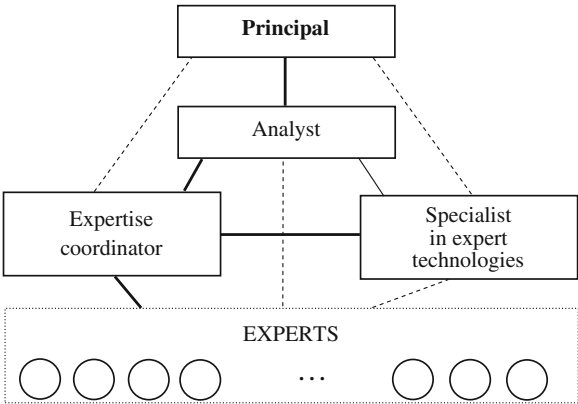 Principal
Analyst
Expertise
coordinator
Specialist
in expert
technologies
EXPERTS
...